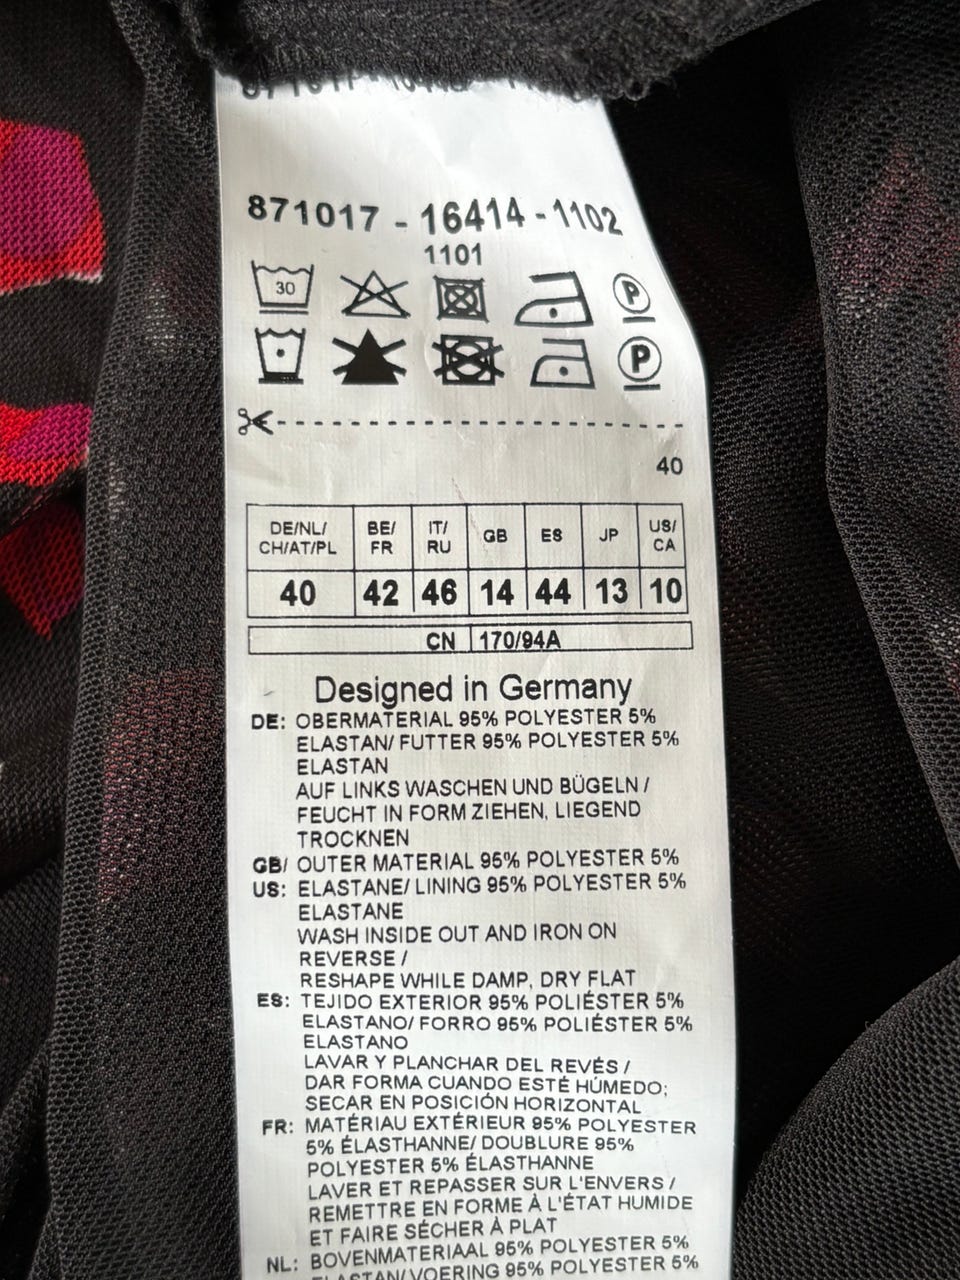 871017 - 16414 - 1102
1101
30 P
P
40
DE/NL/ CH/AT/PL BE/ FR IT/ RU GB ES JP US/ CA
40 42 46 14 44 13 10
CN 170/94A
Designed in Germany
DE: OBERMATERIAL 95% POLYESTER 5%
ELASTAN/ FUTTER 95% POLYESTER 5%
ELASTAN
AUF LINKS WASCHEN UND BÜGELN /
FEUCHT IN FORM ZIEHEN, LIEGEND
TROCKNEN
GB/ OUTER MATERIAL 95% POLYESTER 5%
US: ELASTANE/ LINING 95% POLYESTER 5%
ELASTANE
WASH INSIDE OUT AND IRON ON
REVERSE /
RESHAPE WHILE DAMP, DRY FLAT
ES: TEJIDO EXTERIOR 95% POLIÉSTER 5%
ELASTANO/ FORRO 95% POLIÉSTER 5%
ELASTANO
LAVAR Y PLANCHAR DEL REVÉS /
DAR FORMA CUANDO ESTÉ HÚMEDO;
SECAR EN POSICIÓN HORIZONTAL
FR: MATÉRIAU EXTÉRIEUR 95% POLYESTER
5% ÉLASTHANNE/ DOUBLURE 95%
POLYESTER 5% ÉLASTHANNE
LAVER ET REPASSER SUR L'ENVERS /
REMETTRE EN FORME À L'ÉTAT HUMIDE
ET FAIRE SÉCHER À PLAT
NL: BOVENMATERIAAL 95% POLYESTER 5%
ELASTAN/ VOERING 95% POLYESTER 5%